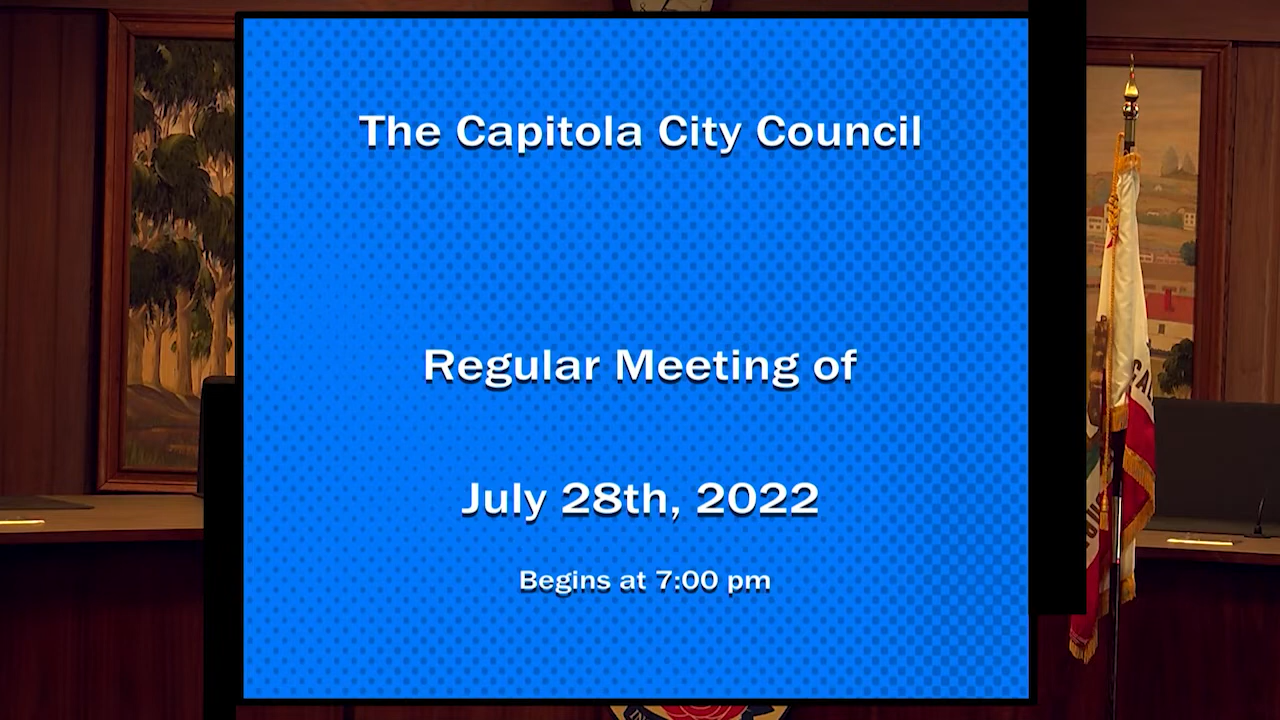 The Capitola City Council
Regular Meeting of
July 28th, 2022
Begins at 7:00 pm